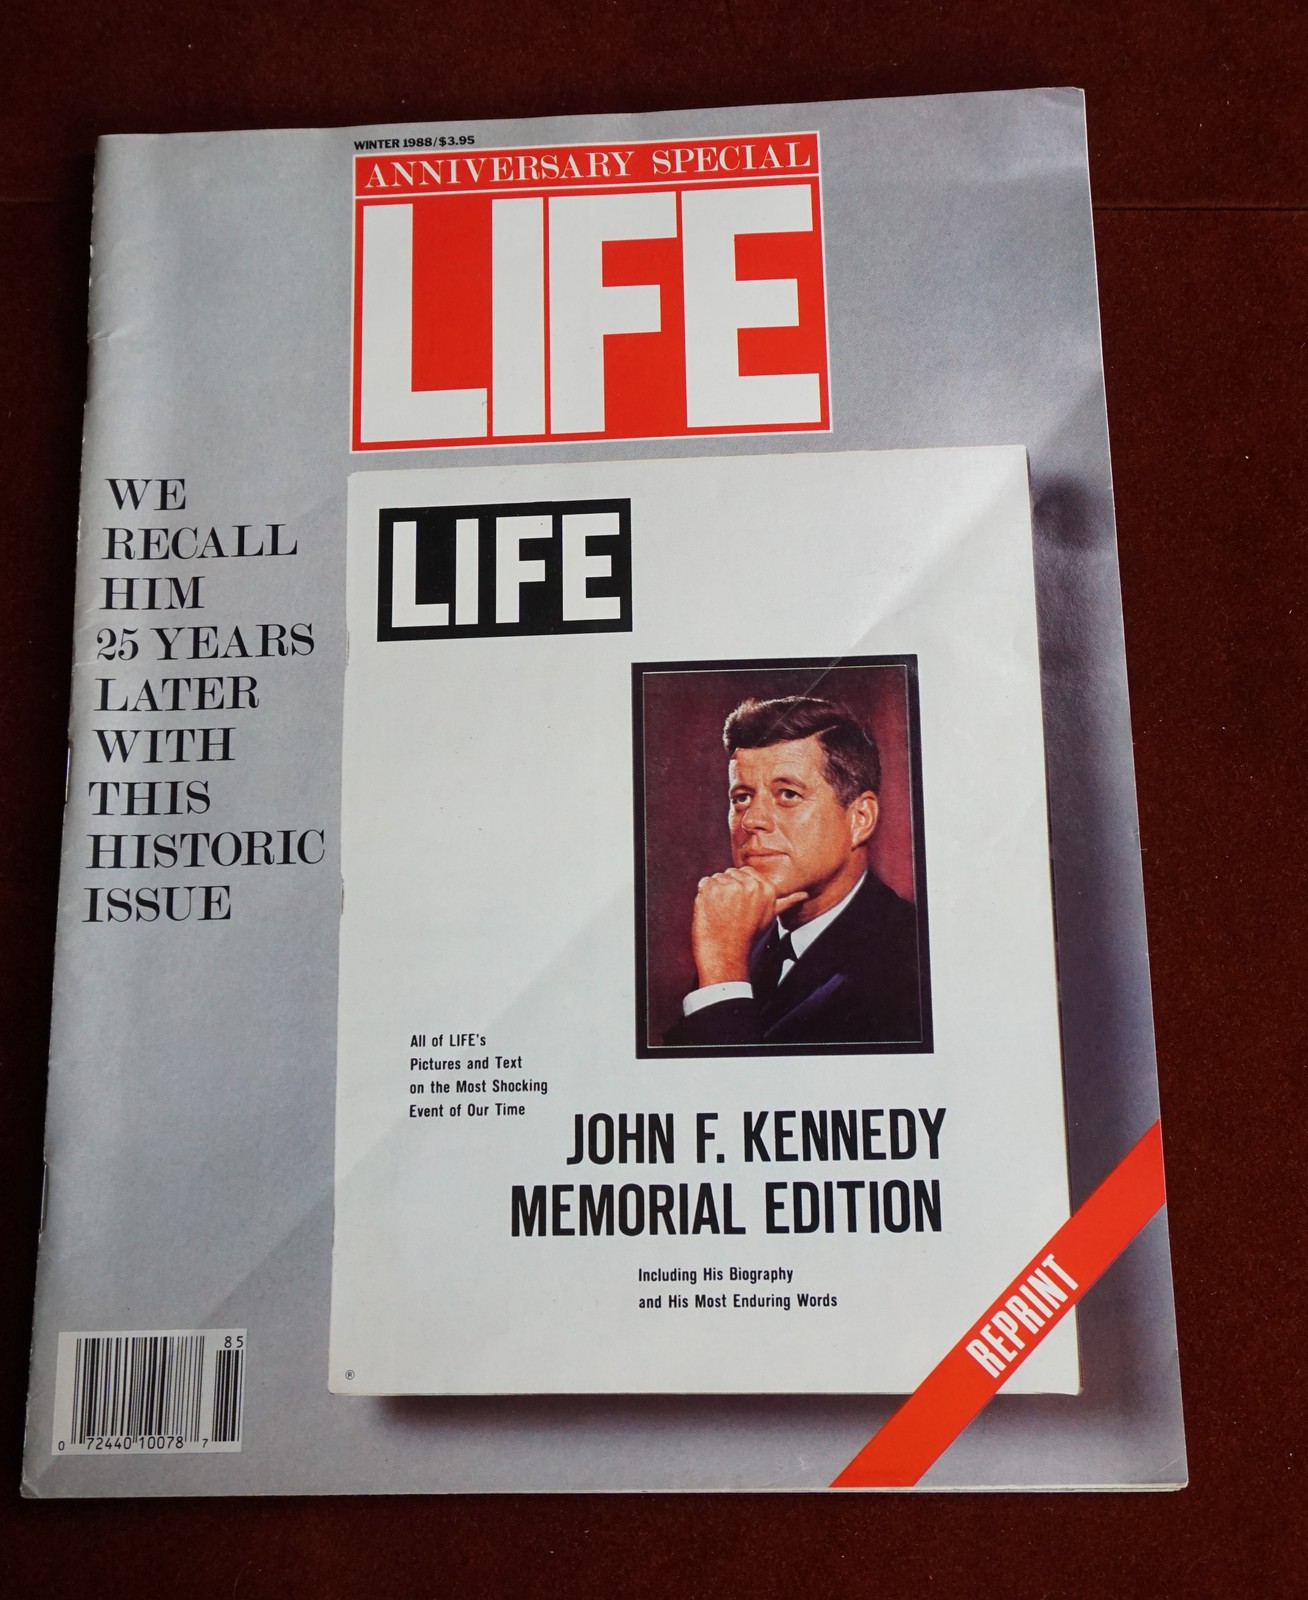 WINTER 1988/$3.95
ANNIVERSARY SPECIAL
LIFE
WE
RECALL
HIM
25 YEARS
LATER
WITH
THIS
HISTORIC
ISSUE
LIFE
All of LIFE's
Pictures and Text
on the Most Shocking
Event of Our Time
JOHN F. KENNEDY
MEMORIAL EDITION
Including His Biography
and His Most Enduring Words
REPRINT
®
85
0 72440 10078 7